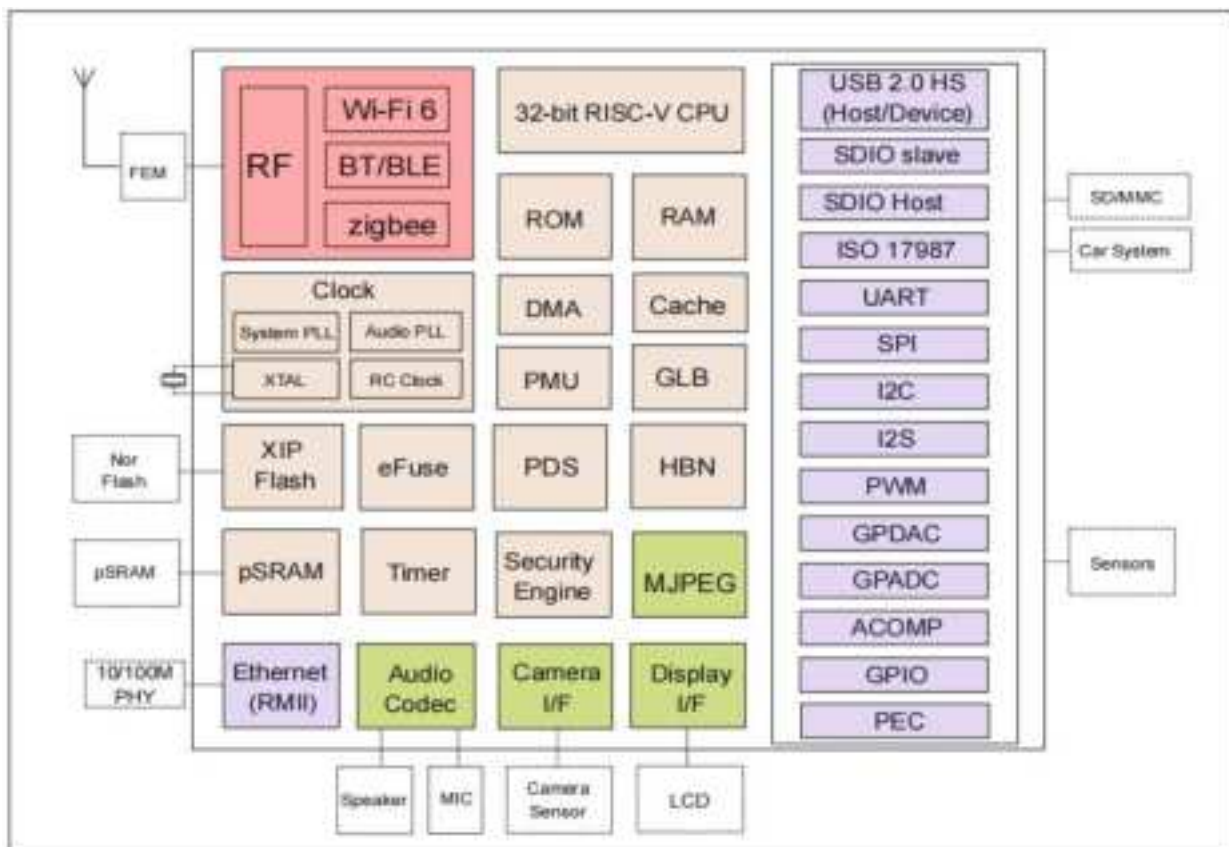 FEM
RF
Wi-Fi 6
BT/BLE
zigbee
32-bit RISC-V CPU
ROM
RAM
Clock
System PLL
Audio PLL
XTAL
RC Clock
DMA
Cache
PMU
GLB
Nor
Flash
XIP
Flash
eFuse
PDS
HBN
pSRAM
pSRAM
Timer
Security
Engine
MJPEG
10/100M
PHY
Ethernet
(RMII)
Audio
Codec
Camera
I/F
Display
I/F
Speaker
MIC
Camera
Sensor
LCD
USB 2.0 HS
(Host/Device)
SDIO slave
SDIO Host
ISO 17987
UART
SPI
I2C
I2S
PWM
GPDAC
GPADC
ACOMP
GPIO
PEC
SD/MMC
Car System
Sensors